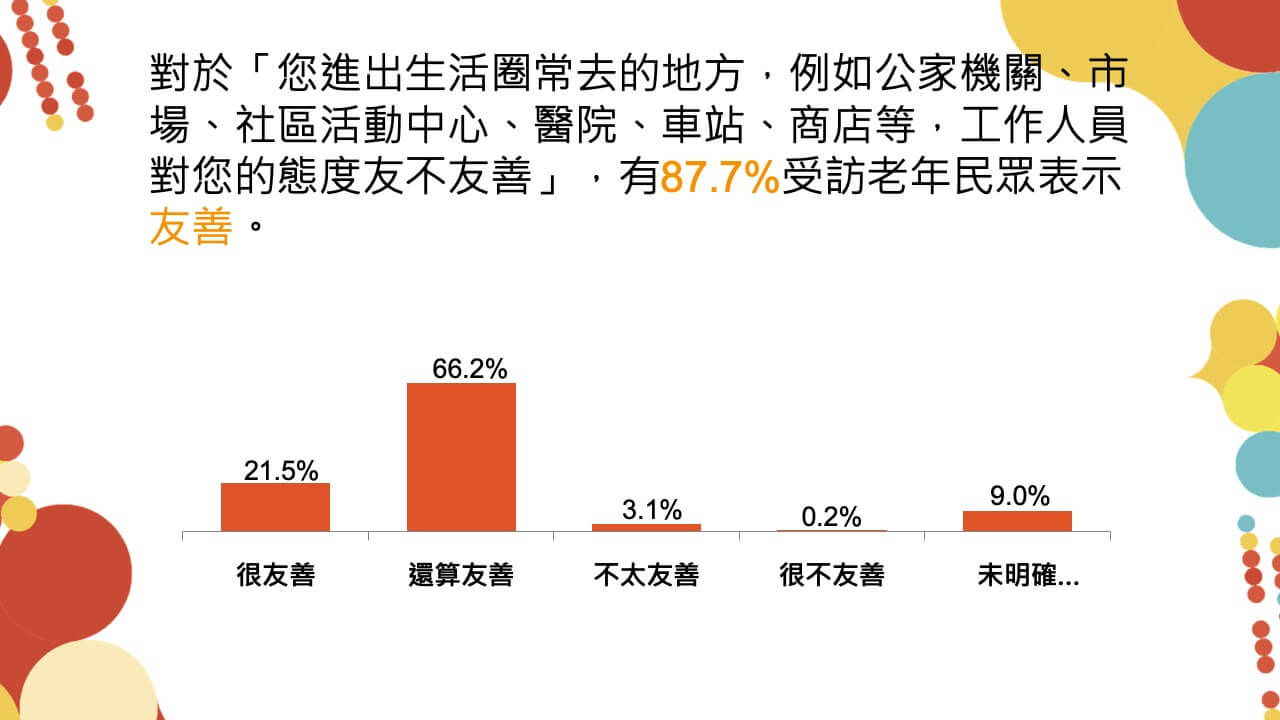 對於「您進出生活圈常去的地方，例如公家機關、市
場、社區活動中心、醫院、車站、商店等，工作人員
對您的態度友不友善」，有87.7%受訪老年民眾表示
友善。
21.5%
66.2%
3.1%
0.2%
9.0%
很友善
還算友善
不太友善
很不友善
未明確...